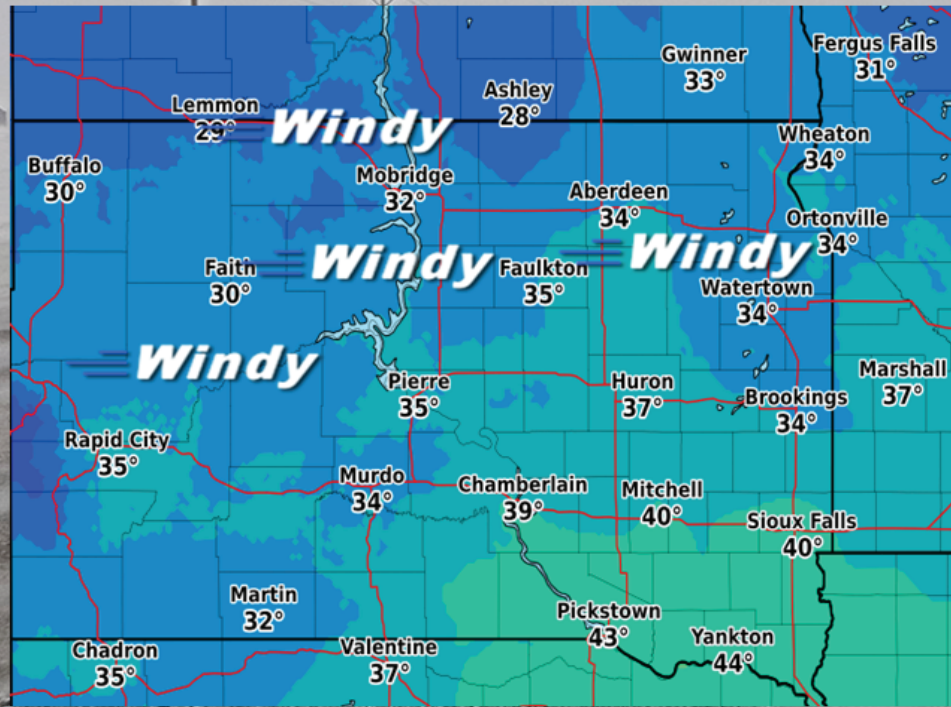 Fergus Falls
31°
Gwinner
33°
Ashley
28°
Lemmon
29°
Windy
Wheaton
34°
Buffalo
30°
Mobridge
32°
Aberdeen
34°
Ortonville
34°
Windy
Windy
Faith
30°
Faulkton
35°
Watertown
34°
Windy
Pierre
35°
Huron
37°
Marshall
37°
Brookings
34°
Rapid City
35°
Murdo
34°
Chamberlain
39°
Mitchell
40°
Sioux Falls
40°
Martin
32°
Pickstown
43°
Yankton
44°
Chadron
35°
Valentine
37°